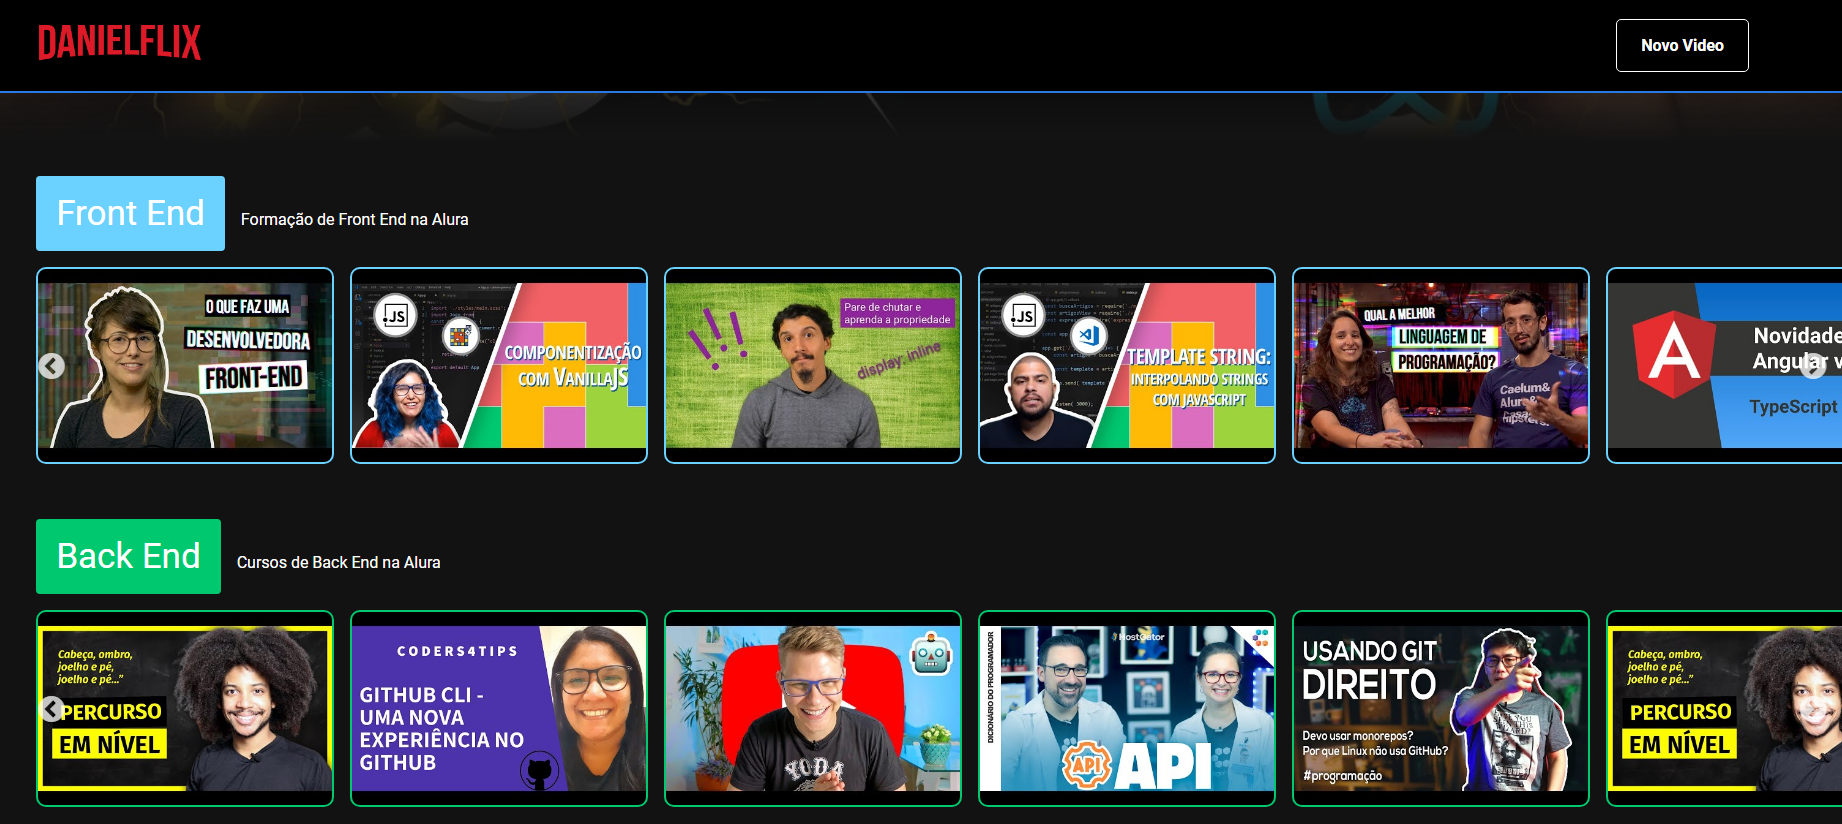 DANIELFLIX
Novo Video
Front End
Formação de Front End na Alura
O QUE FAZ UMA
DESENVOLVEDORA
FRONT-END
.JS
COMPONENTIZAÇÃO
COM VANILLAJS
Pare de chutar e
aprenda a propriedade
display: inline
.JS
TEMPLATE STRING:
INTERPOLANDO STRINGS
COM JAVASCRIPT
QUAL A MELHOR
LINGUAGEM DE
PROGRAMAÇÃO?
Caelum&
Alura&
Casa
Hipsters&
A
Novidade
Angular v
TypeScript
Back End
Cursos de Back End na Alura
Cabeça, ombro,
joelho e pé,
joelho e pé..."
PERCURSO
EM NÍVEL
CODERS4TIPS
GITHUB CLI -
UMA NOVA
EXPERIÊNCIA NO
GITHUB
YODA
DICIONÁRIO DO PROGRAMADOR
HostGator
API
API
USANDO GIT
DIREITO
Devo usar monorepos?
Por que Linux não usa GitHub?
#programação
Cabeça, ombro,
joelho e pé,
joelho e pé..."
PERCURSO
EM NÍVEL